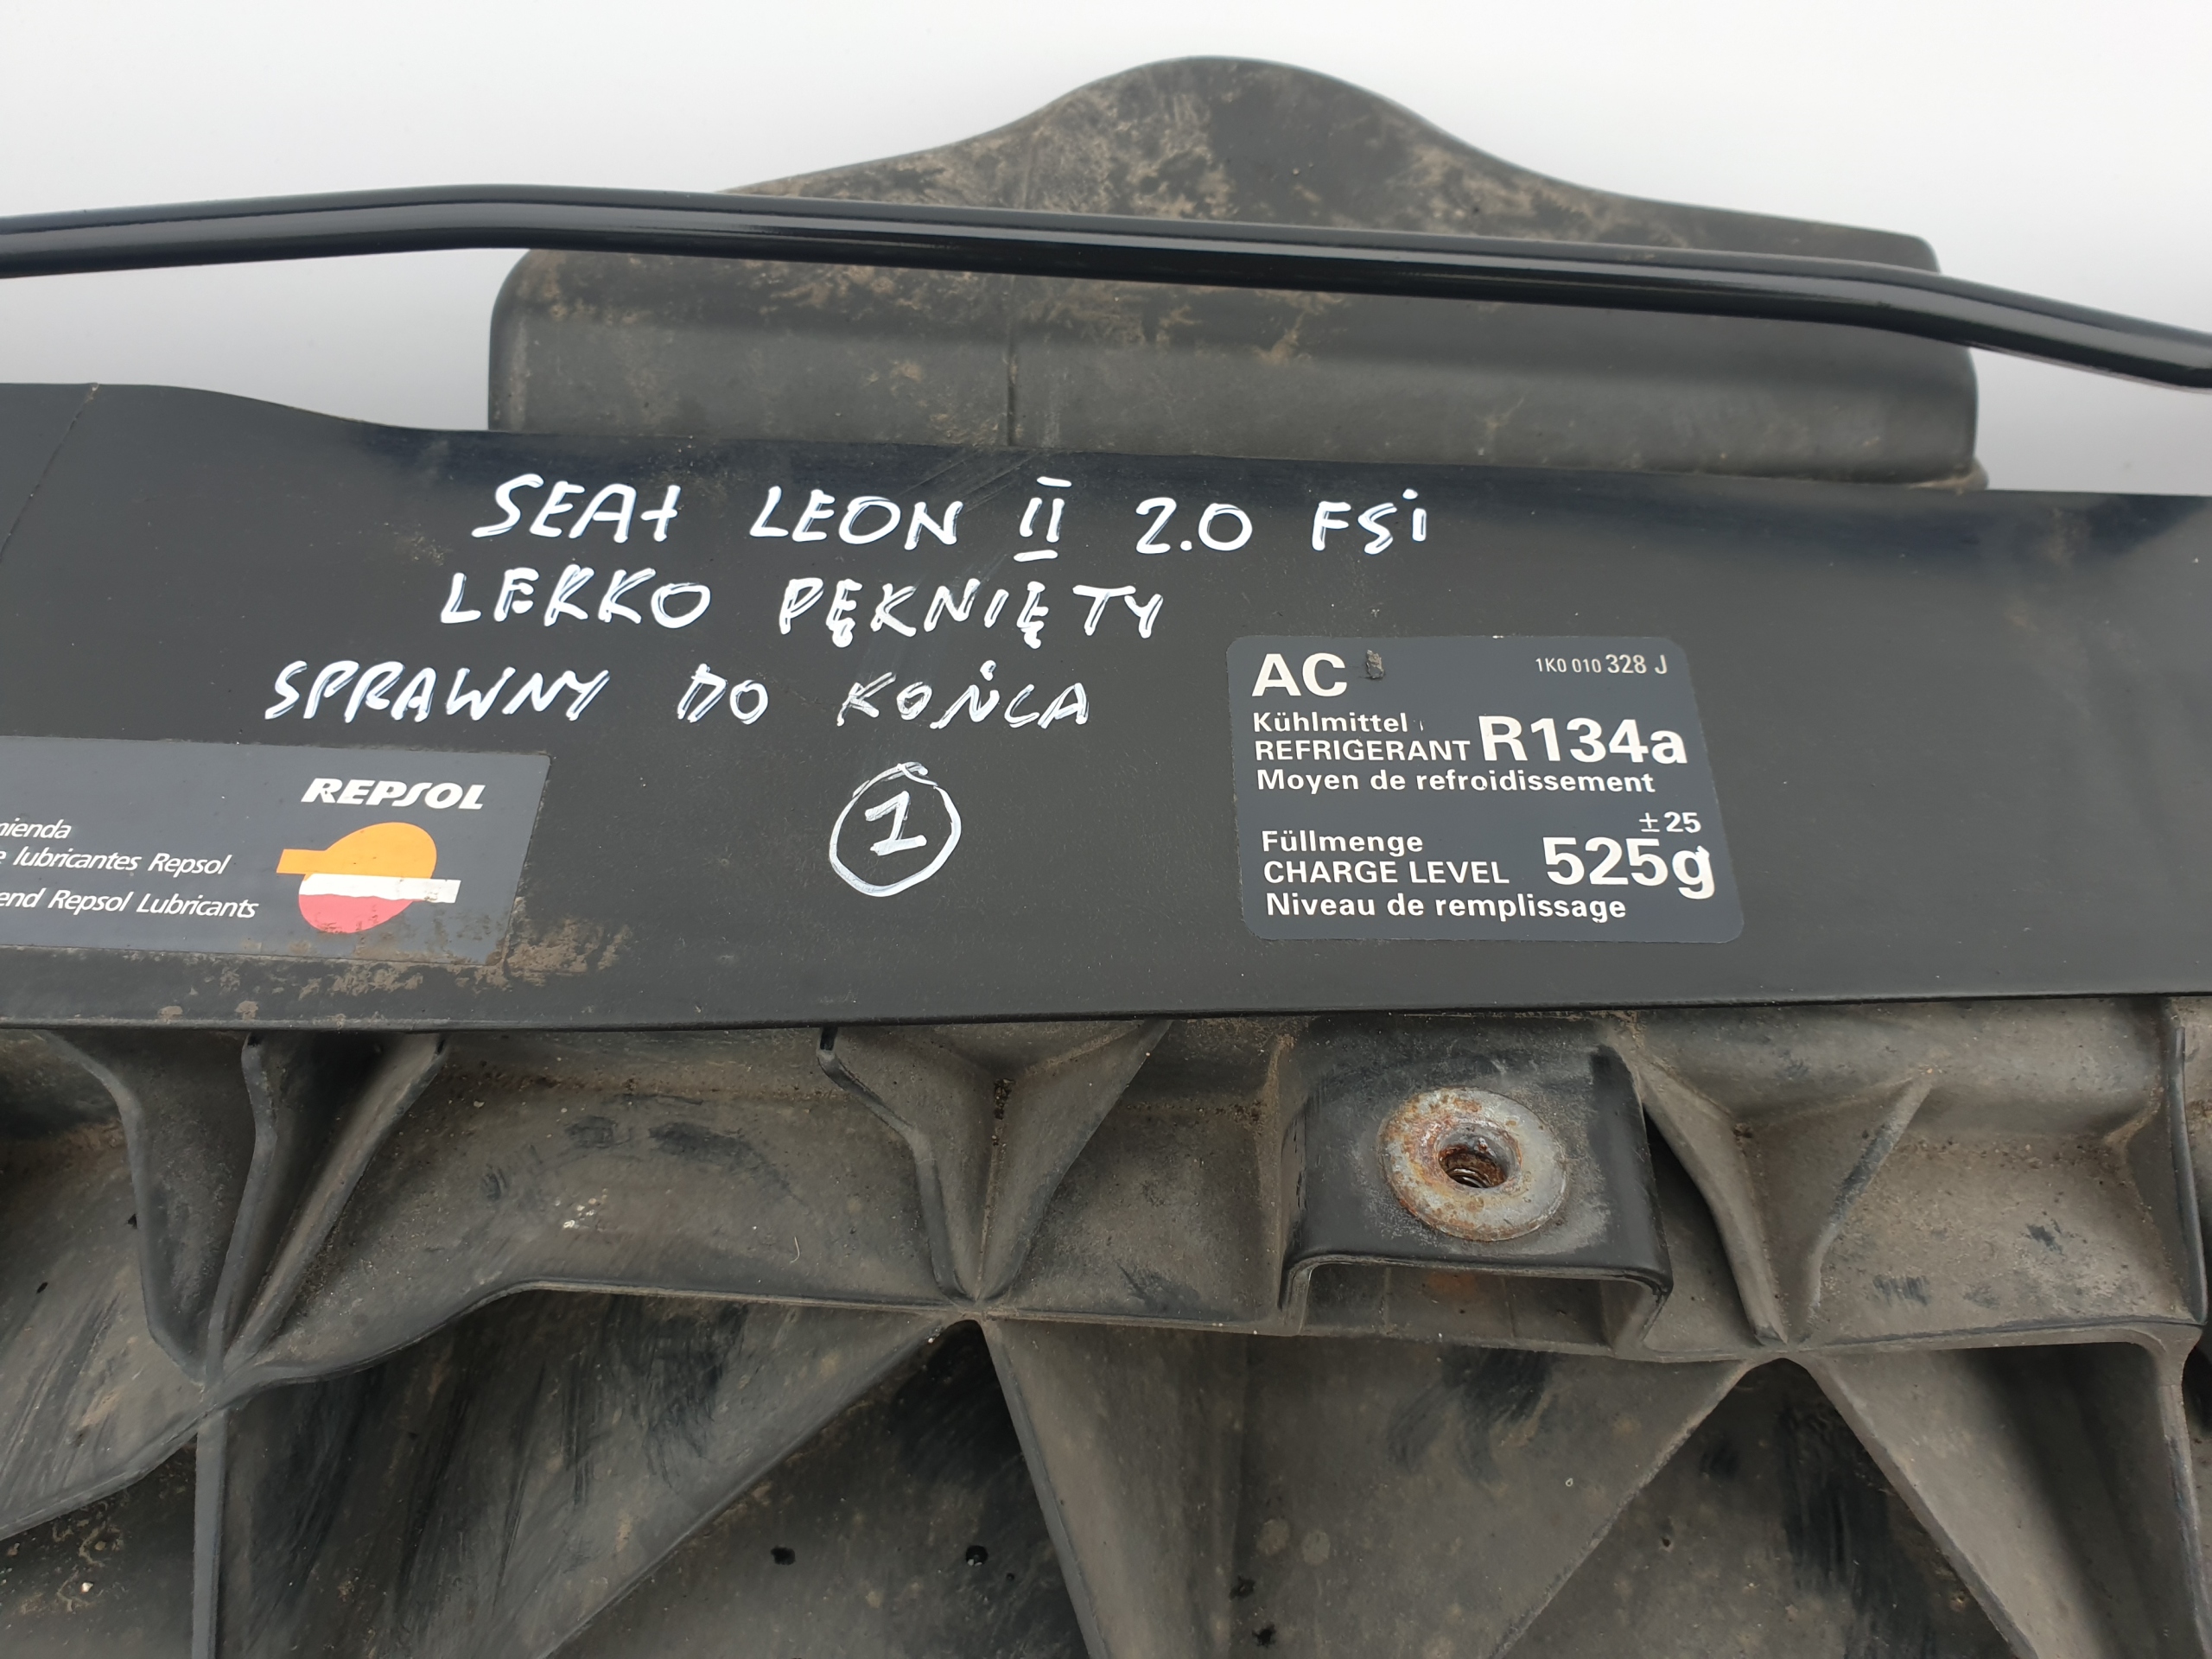 SEAt LEON II 2.0 FSi
LEKKO PĘKNIĘTY
SPRAWNY DO KOŃCA
1
REPSOL
mienda
e lubricantes Repsol
end Repsol Lubricants
AC 1K0 010 328 J
Kühlmittel
REFRIGERANT R134a
Moyen de refroidissement
± 25
Füllmenge
CHARGE LEVEL 525g
Niveau de remplissage